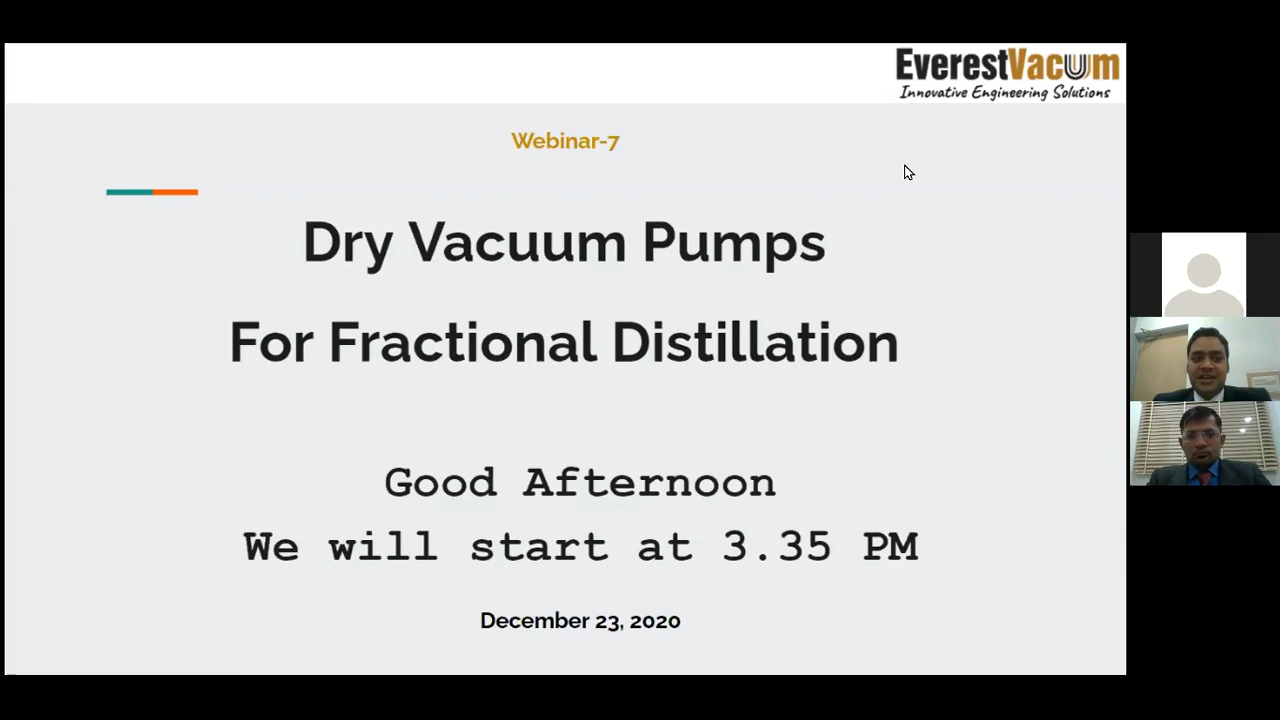 EverestVacuum
Innovative Engineering Solutions
Webinar-7
Dry Vacuum Pumps
For Fractional Distillation
Good Afternoon
We will start at 3.35 PM
December 23, 2020